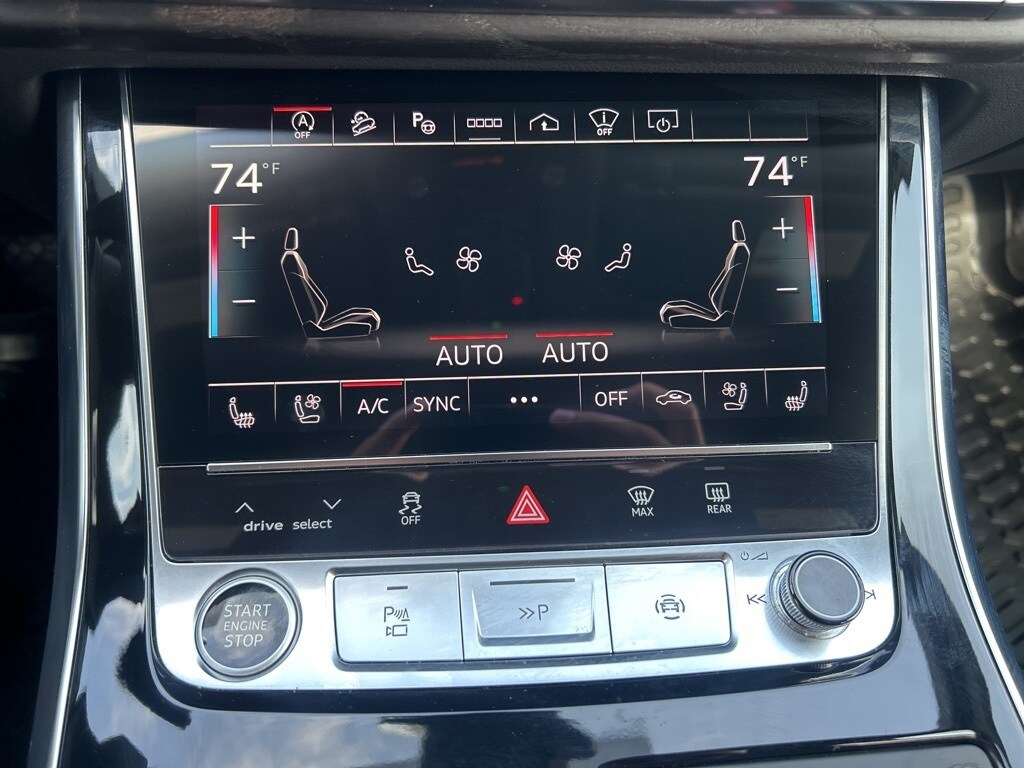 A
OFF
P
i
OFF
74°F
74°F
+
+
−
−
AUTO
AUTO
A/C
SYNC
•••
OFF
drive select
OFF
MAX
REAR
START
ENGINE
STOP
P
>>P